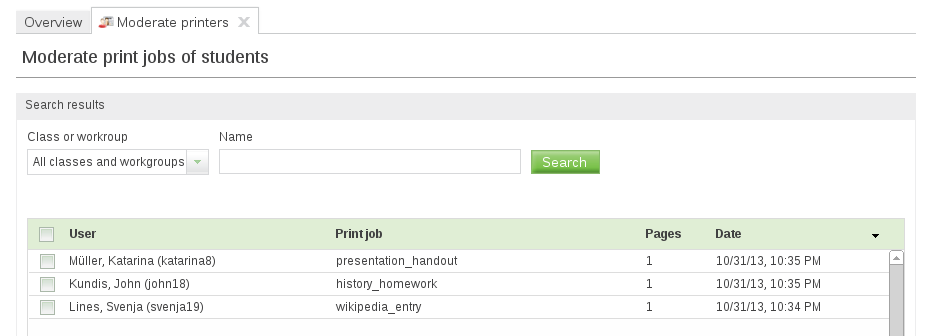 Overview Moderate printers
Moderate print jobs of students
Search results
Class or workroup Name
All classes and workgroups Search
User Print job Pages Date
Müller, Katarina (katarina8) presentation_handout 1 10/31/13, 10:35 PM
Kundis, John (john18) history_homework 1 10/31/13, 10:35 PM
Lines, Svenja (svenja19) wikipedia_entry 1 10/31/13, 10:34 PM